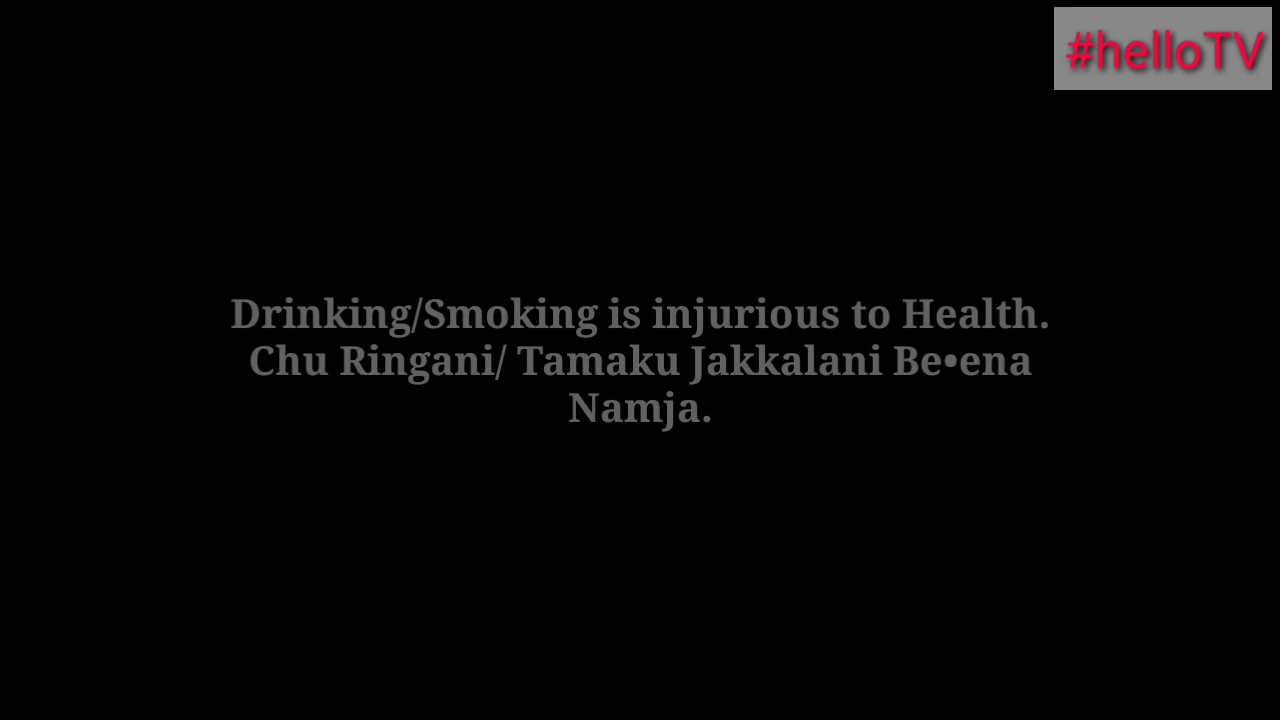 #helloTV
Drinking/Smoking is injurious to Health.
Chu Ringani/ Tamaku Jakkalani Be•ena
Namja.